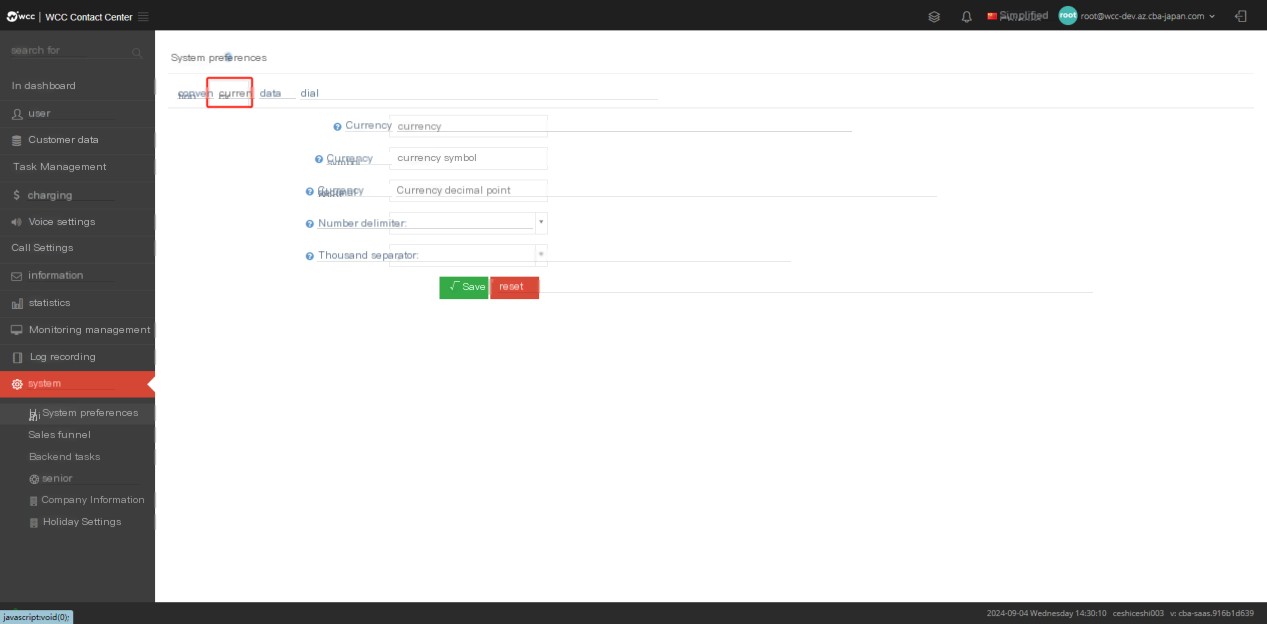 wcc | WCC Contact Center
Simplified
root root@wcc-dev.az.cba-japan.com
search for
System preferences
In dashboard
curren data dial
user
Currency currency
Customer data
Currency currency symbol
Task Management
Currency Currency decimal point
charging
Voice settings
Number delimiter:
Call Settings
Thousand separator:
information
√ Save reset
statistics
Monitoring management
Log recording
system
System preferences
Sales funnel
Backend tasks
senior
Company Information
Holiday Settings
javascript:void(0);
2024-09-04 Wednesday 14:30:10 ceshiceshi003 v: cba-saas.916b1d639